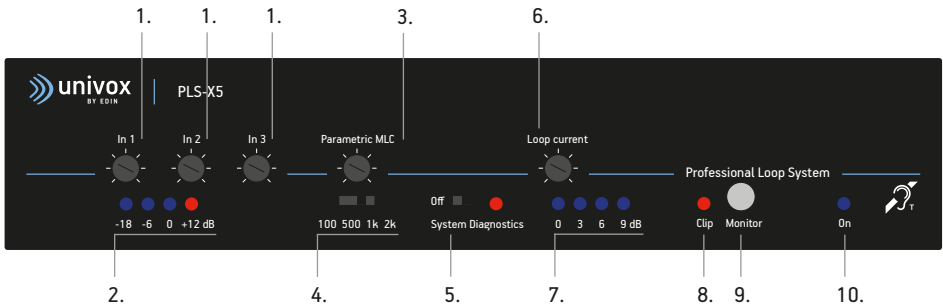 1. 1. 1. 3. 6.
univox
BY EDIN
PLS-X5
In 1 In 2 In 3 Parametric MLC Loop current
Professional Loop System
Off
-18 -6 0 +12 dB 100 500 1k 2k System Diagnostics 0 3 6 9 dB Clip Monitor On
T
2. 4. 5. 7. 8. 9. 10.